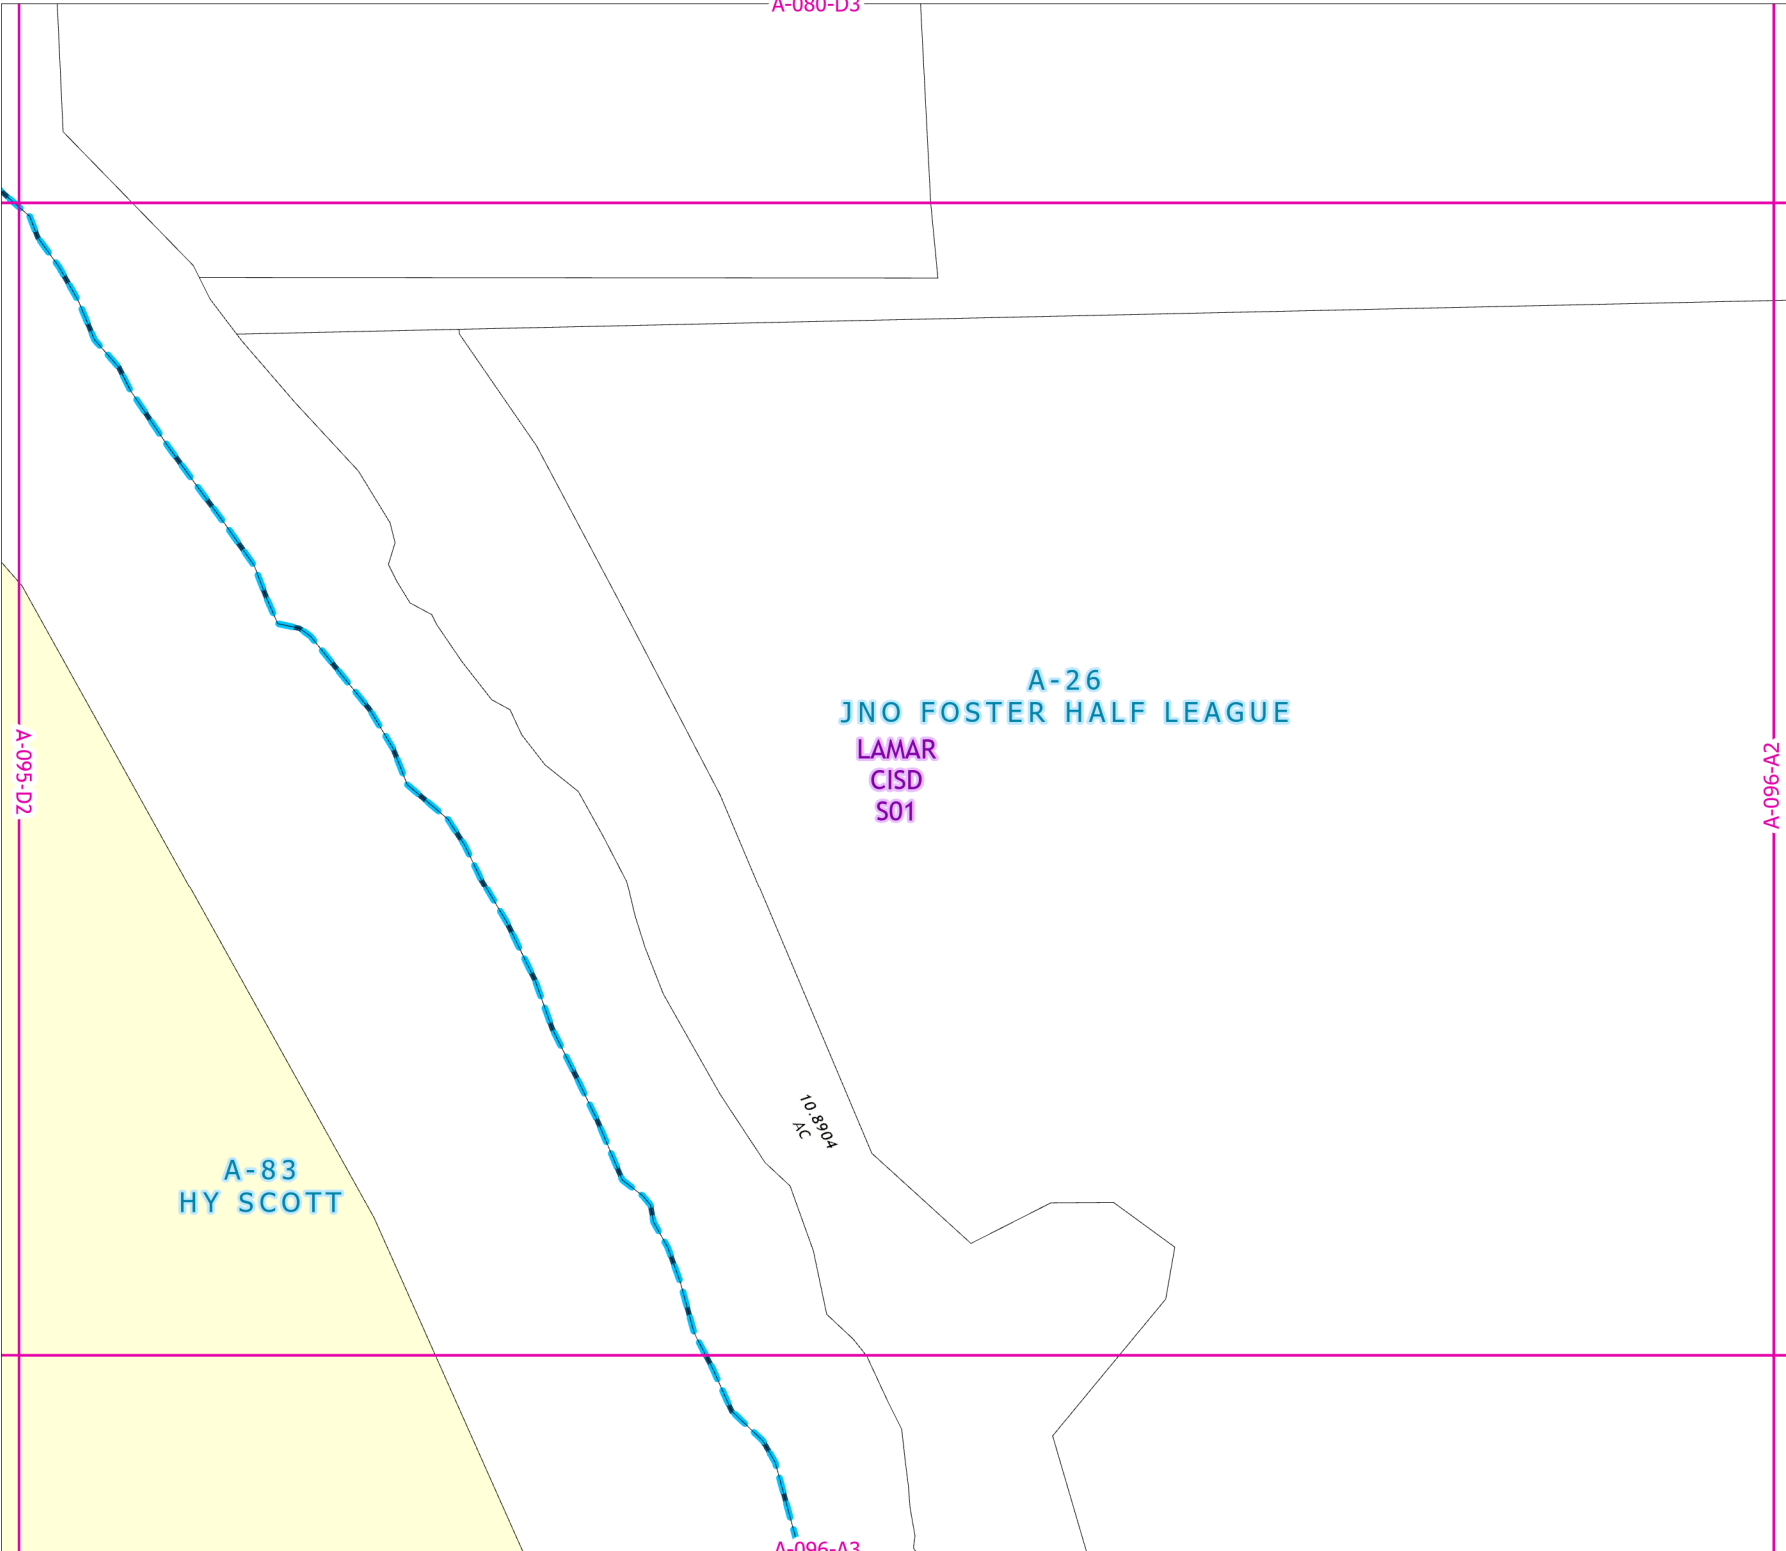 A-080-D3
A-26
JNO FOSTER HALF LEAGUE
LAMAR
CISD
S01
A-095-D2
A-096-A2
10.8904
AC
A-83
HY SCOTT
A-096-A3